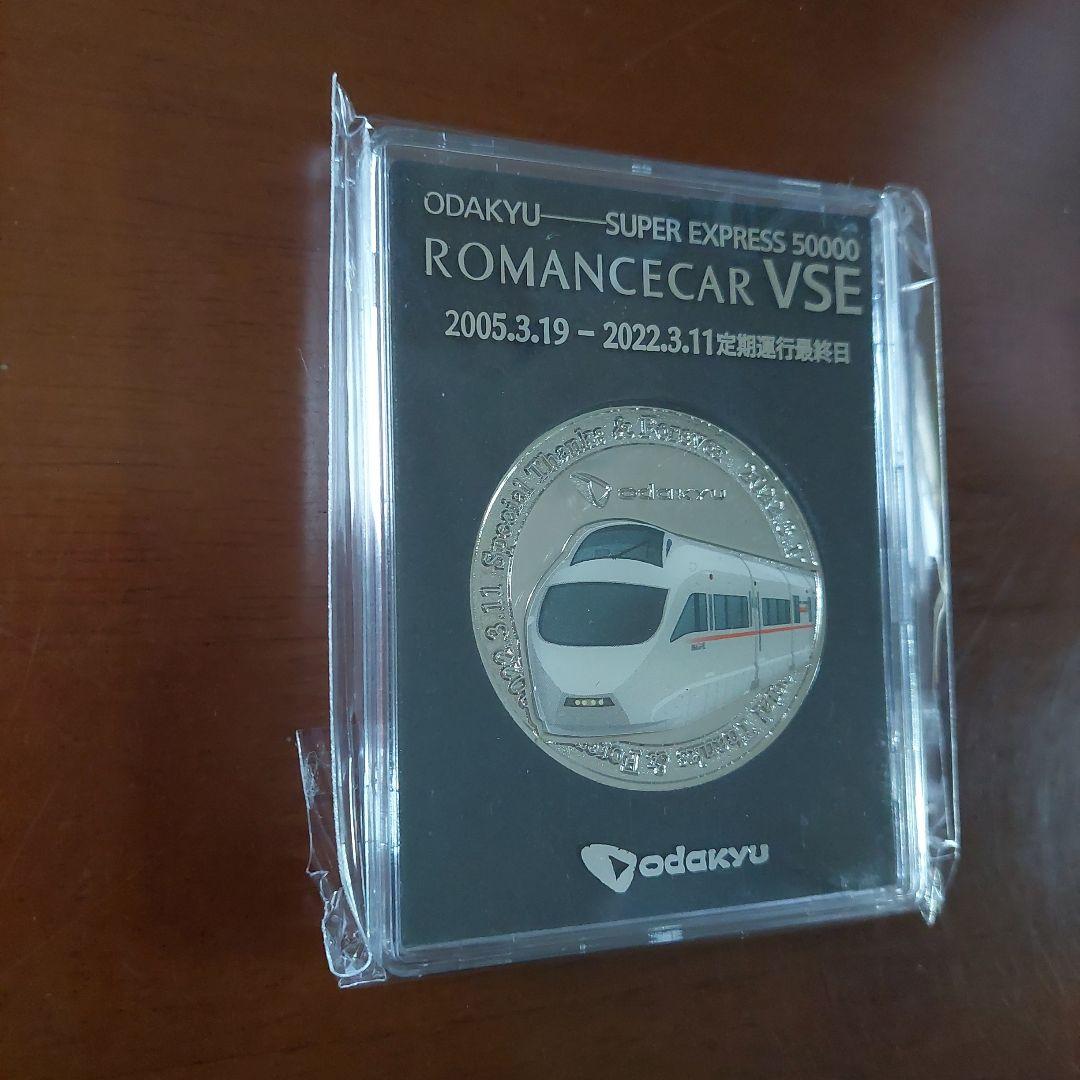 ODAKYU SUPER EXPRESS 50000
ROMANCECAR VSE
2005.3.19 – 2022.3.11定期運行最終日
2022.3.11 Special Thanks & Forever
odakyu
Thanks &
odakyu